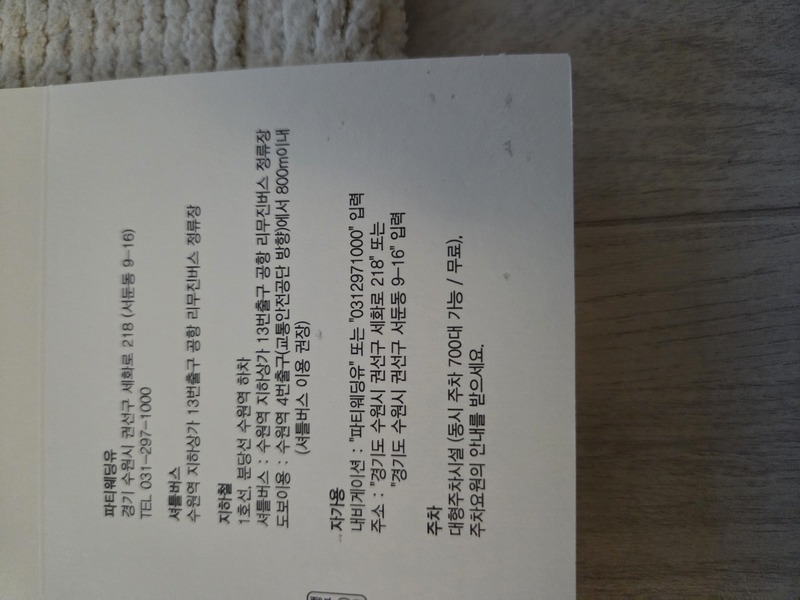 파티웨딩유
경기 수원시 권선구 세화로 218 (서둔동 9-16)
TEL 031-297-1000
셔틀버스
수원역 지하상가 13번출구 공항 리무진버스 정류장
지하철
1호선, 분당선 수원역 하차
셔틀버스 : 수원역 지하상가 13번출구 공항 리무진버스 정류장
도보이용 : 수원역 4번출구(교통안전공단 방향)에서 800m이내
(셔틀버스 이용 권장)
자가용
내비게이션 : "파티웨딩유" 또는 "0312971000" 입력
주소 : "경기도 수원시 권선구 세화로 218" 또는
"경기도 수원시 권선구 서둔동 9-16" 입력
주차
대형주차시설 (동시 주차 700대 가능 / 무료).
주차요원의 안내를 받으세요.